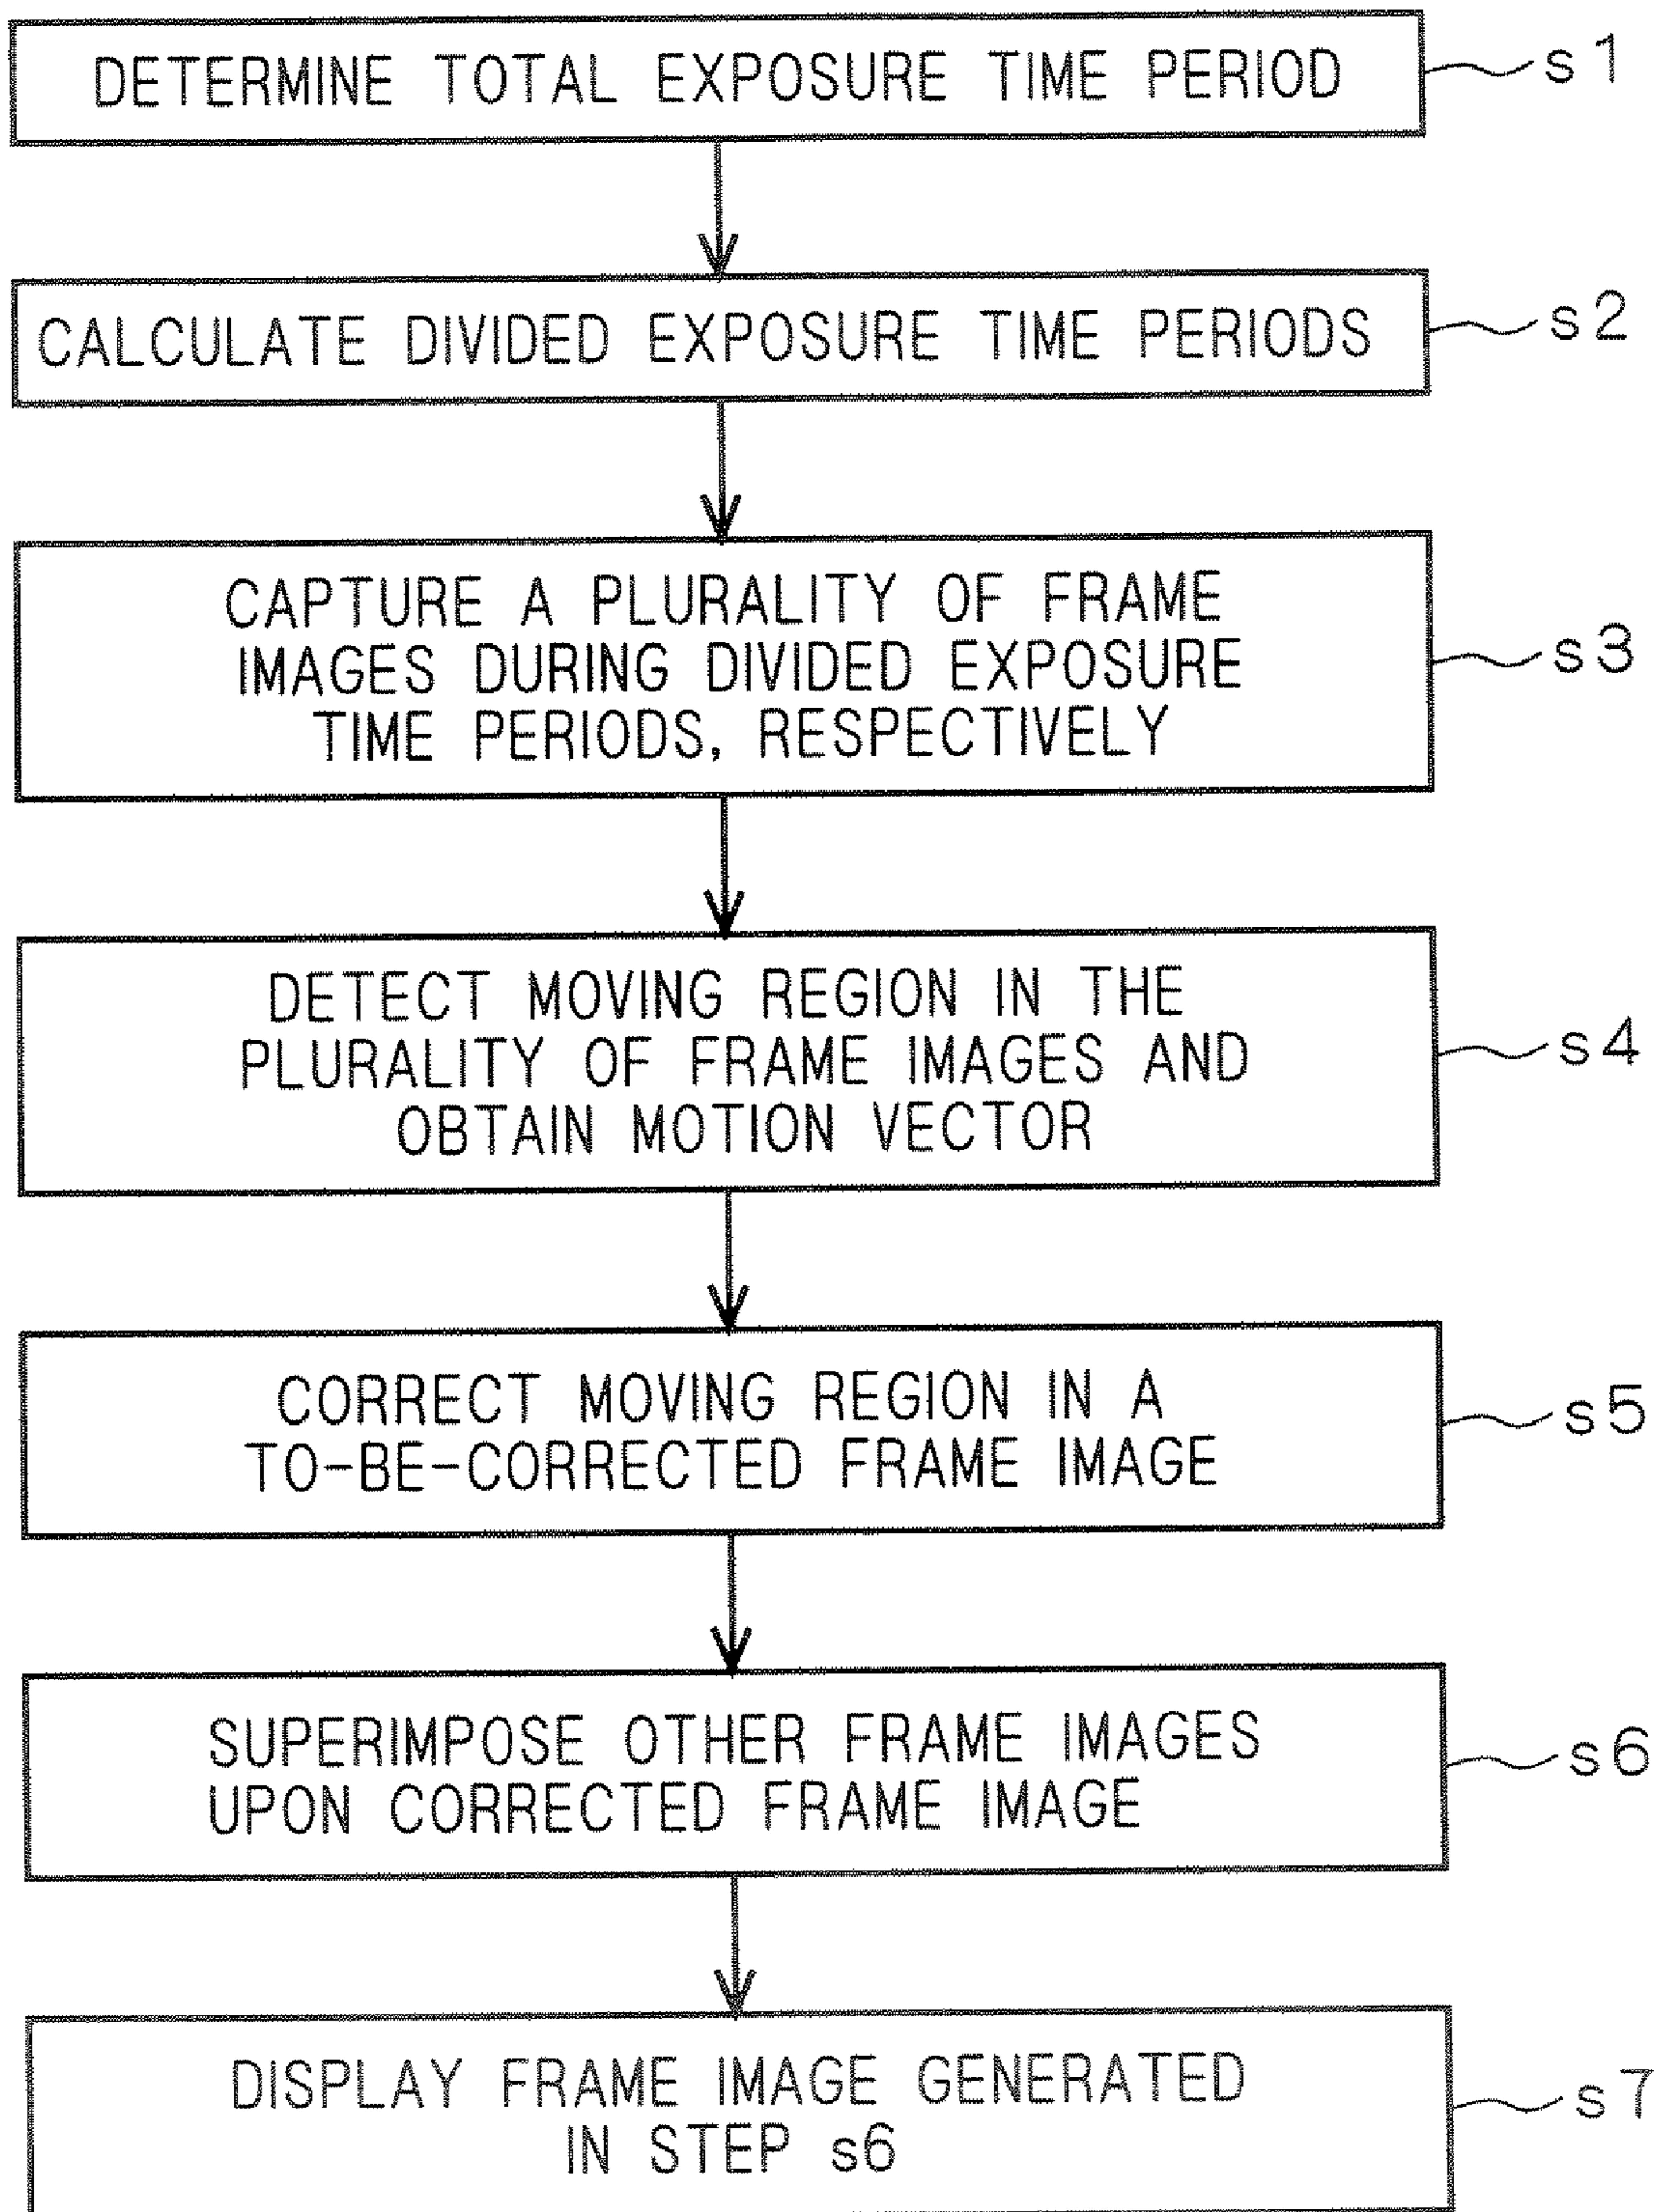 DETERMINE TOTAL EXPOSURE TIME PERIOD
s1
CALCULATE DIVIDED EXPOSURE TIME PERIODS
s2
CAPTURE A PLURALITY OF FRAME
IMAGES DURING DIVIDED EXPOSURE
TIME PERIODS, RESPECTIVELY
s3
DETECT MOVING REGION IN THE
PLURALITY OF FRAME IMAGES AND
OBTAIN MOTION VECTOR
s4
CORRECT MOVING REGION IN A
TO-BE-CORRECTED FRAME IMAGE
s5
SUPERIMPOSE OTHER FRAME IMAGES
UPON CORRECTED FRAME IMAGE
s6
DISPLAY FRAME IMAGE GENERATED
IN STEP s6
s7